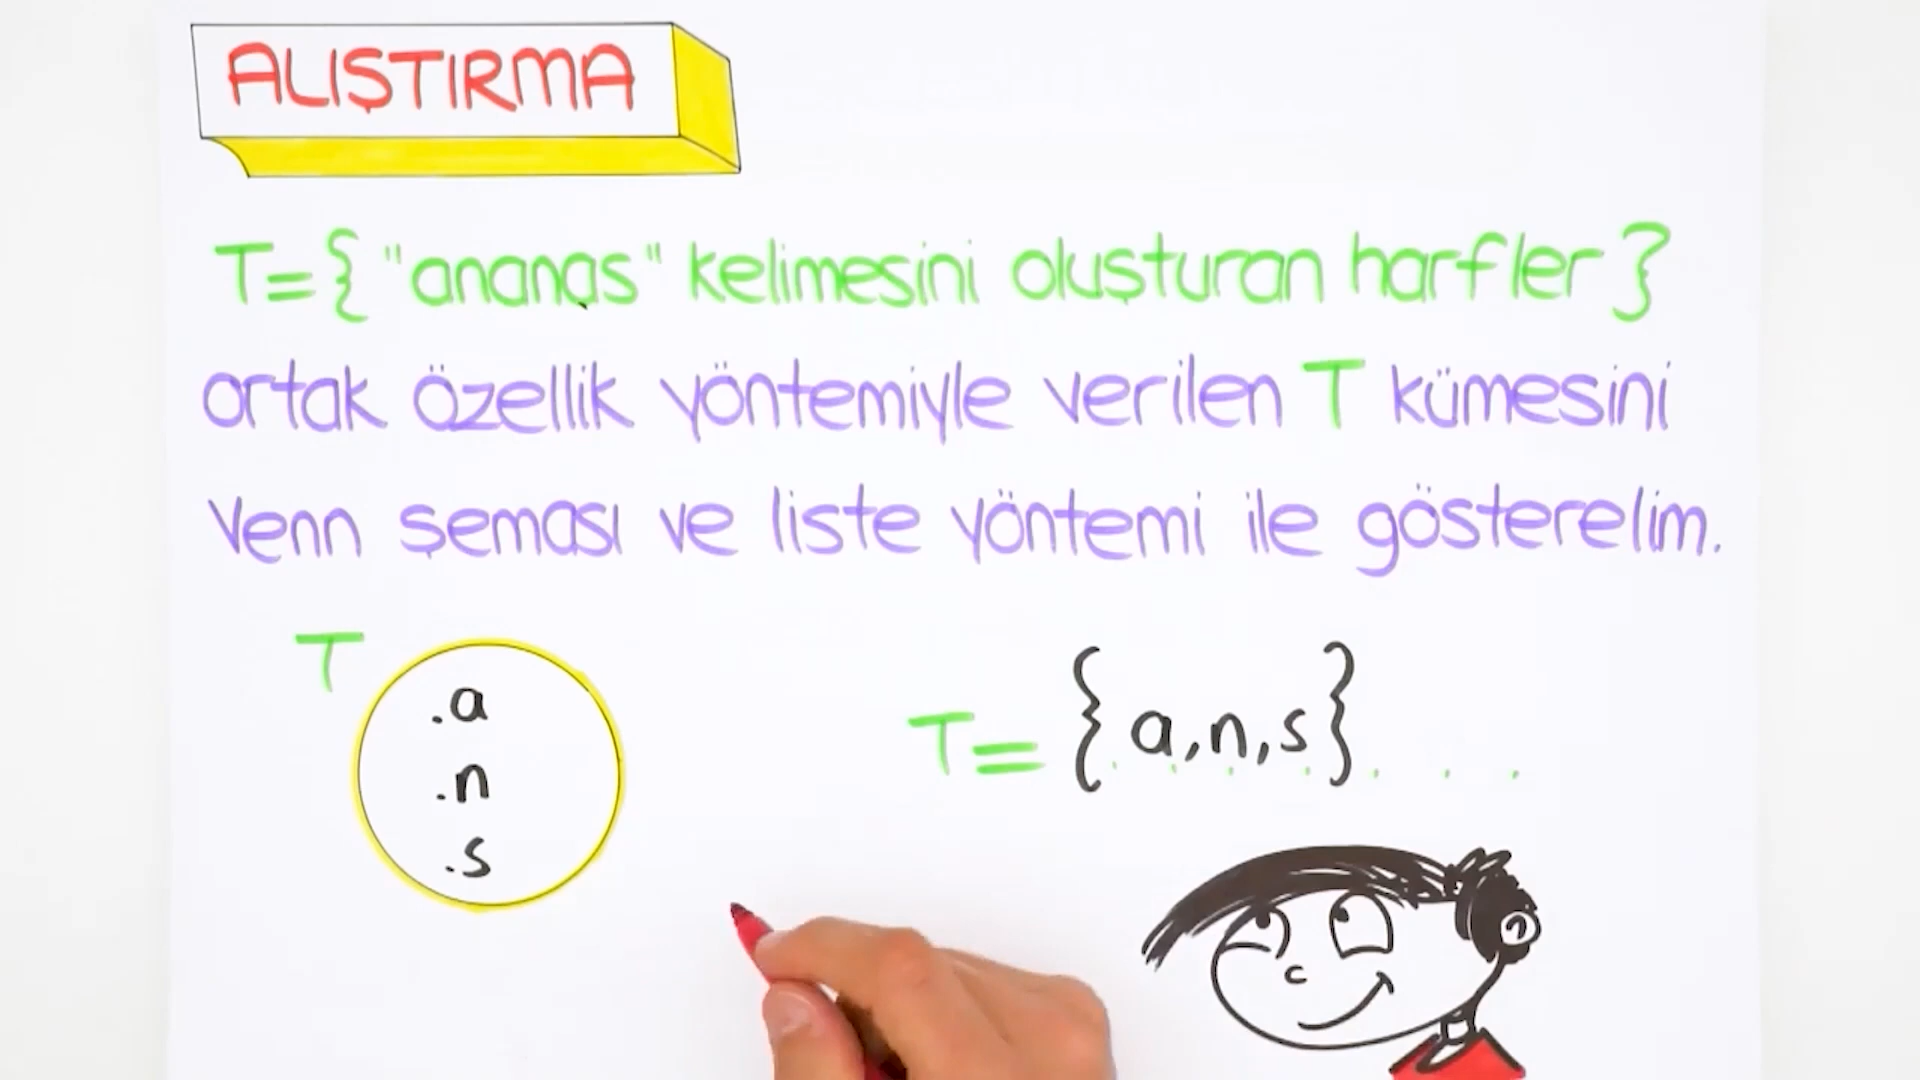 ALIŞTIRMA
T={"ananas" kelimesini oluşturan harfler}
ortak özellik yöntemiyle verilen T kümesini
Venn şeması ve liste yöntemi ile gösterelim.
T
.a
.n
.s
T={a,n,s}